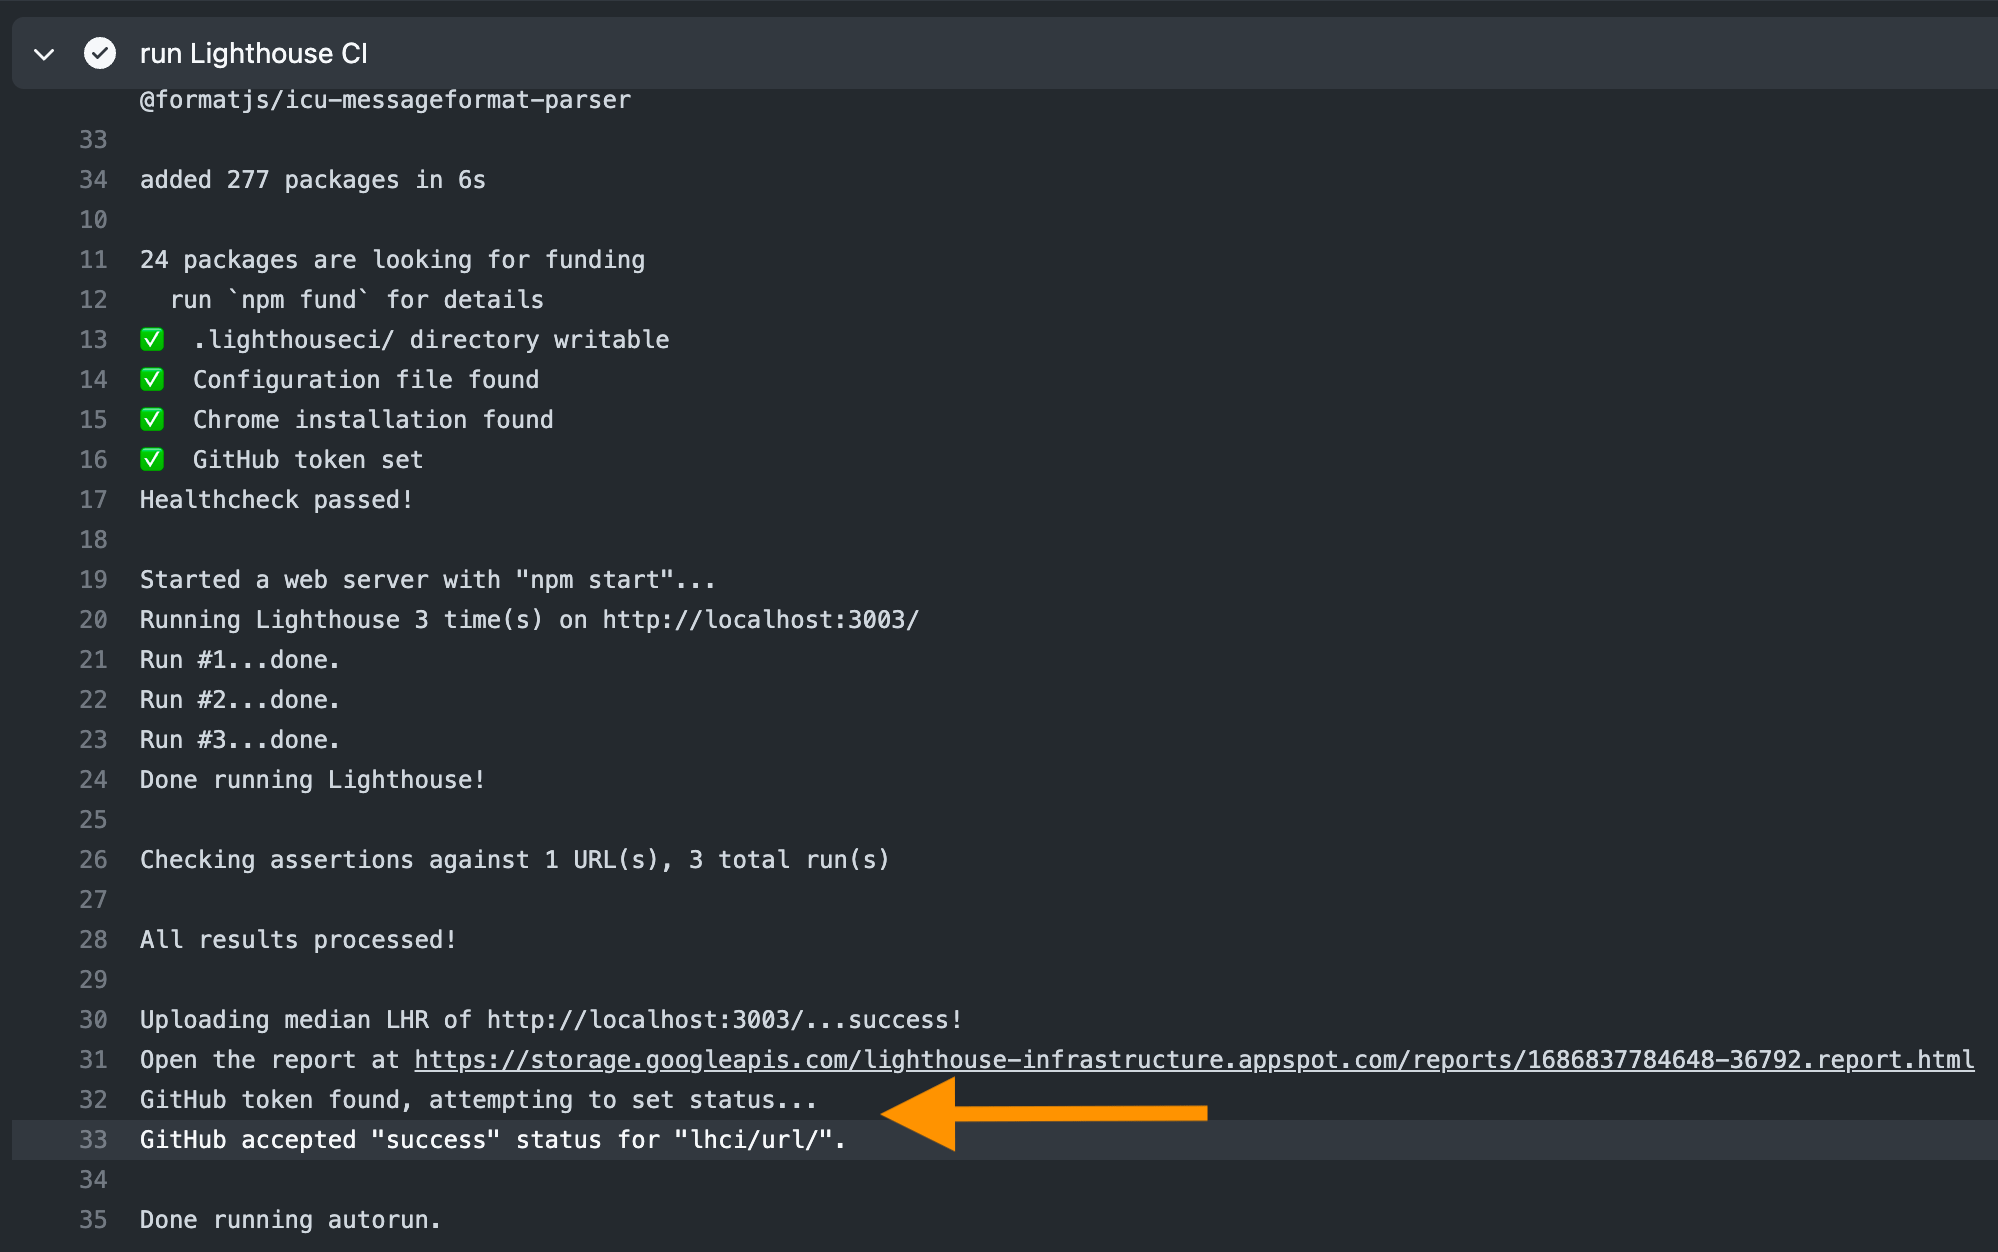 run Lighthouse CI
@formatjs/icu-messageformat-parser
33
34 added 277 packages in 6s
10
11 24 packages are looking for funding
12 run `npm fund` for details
13 ✅ .lighthouseci/ directory writable
14 ✅ Configuration file found
15 ✅ Chrome installation found
16 ✅ GitHub token set
17 Healthcheck passed!
18
19 Started a web server with "npm start"...
20 Running Lighthouse 3 time(s) on http://localhost:3003/
21 Run #1...done.
22 Run #2...done.
23 Run #3...done.
24 Done running Lighthouse!
25
26 Checking assertions against 1 URL(s), 3 total run(s)
27
28 All results processed!
29
30 Uploading median LHR of http://localhost:3003/...success!
31 Open the report at https://storage.googleapis.com/lighthouse-infrastructure.appspot.com/reports/1686837784648-36792.report.html
32 GitHub token found, attempting to set status...
33 GitHub accepted "success" status for "lhci/url/".
34
35 Done running autorun.